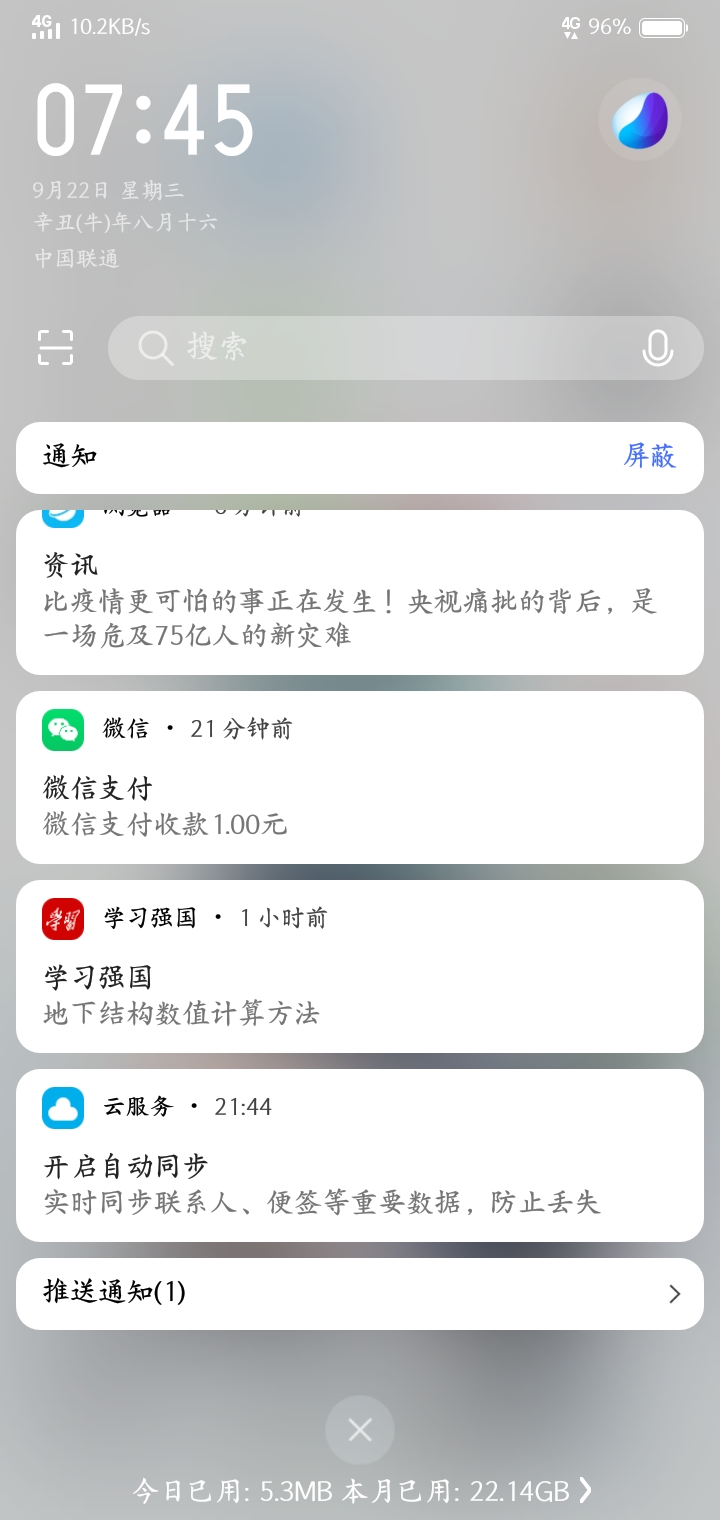 4G 10.2KB/s 4G 96%
07:45
9月22日 星期三
辛丑(牛)年八月十六
中国联通
搜索
通知 屏蔽
资讯
比疫情更可怕的事正在发生！央视痛批的背后，是
一场危及75亿人的新灾难
微信 · 21 分钟前
微信支付
微信支付收款1.00元
学习强国 · 1 小时前
学习强国
地下结构数值计算方法
云服务 · 21:44
开启自动同步
实时同步联系人、便签等重要数据，防止丢失
推送通知(1)
今日已用: 5.3MB 本月已用: 22.14GB